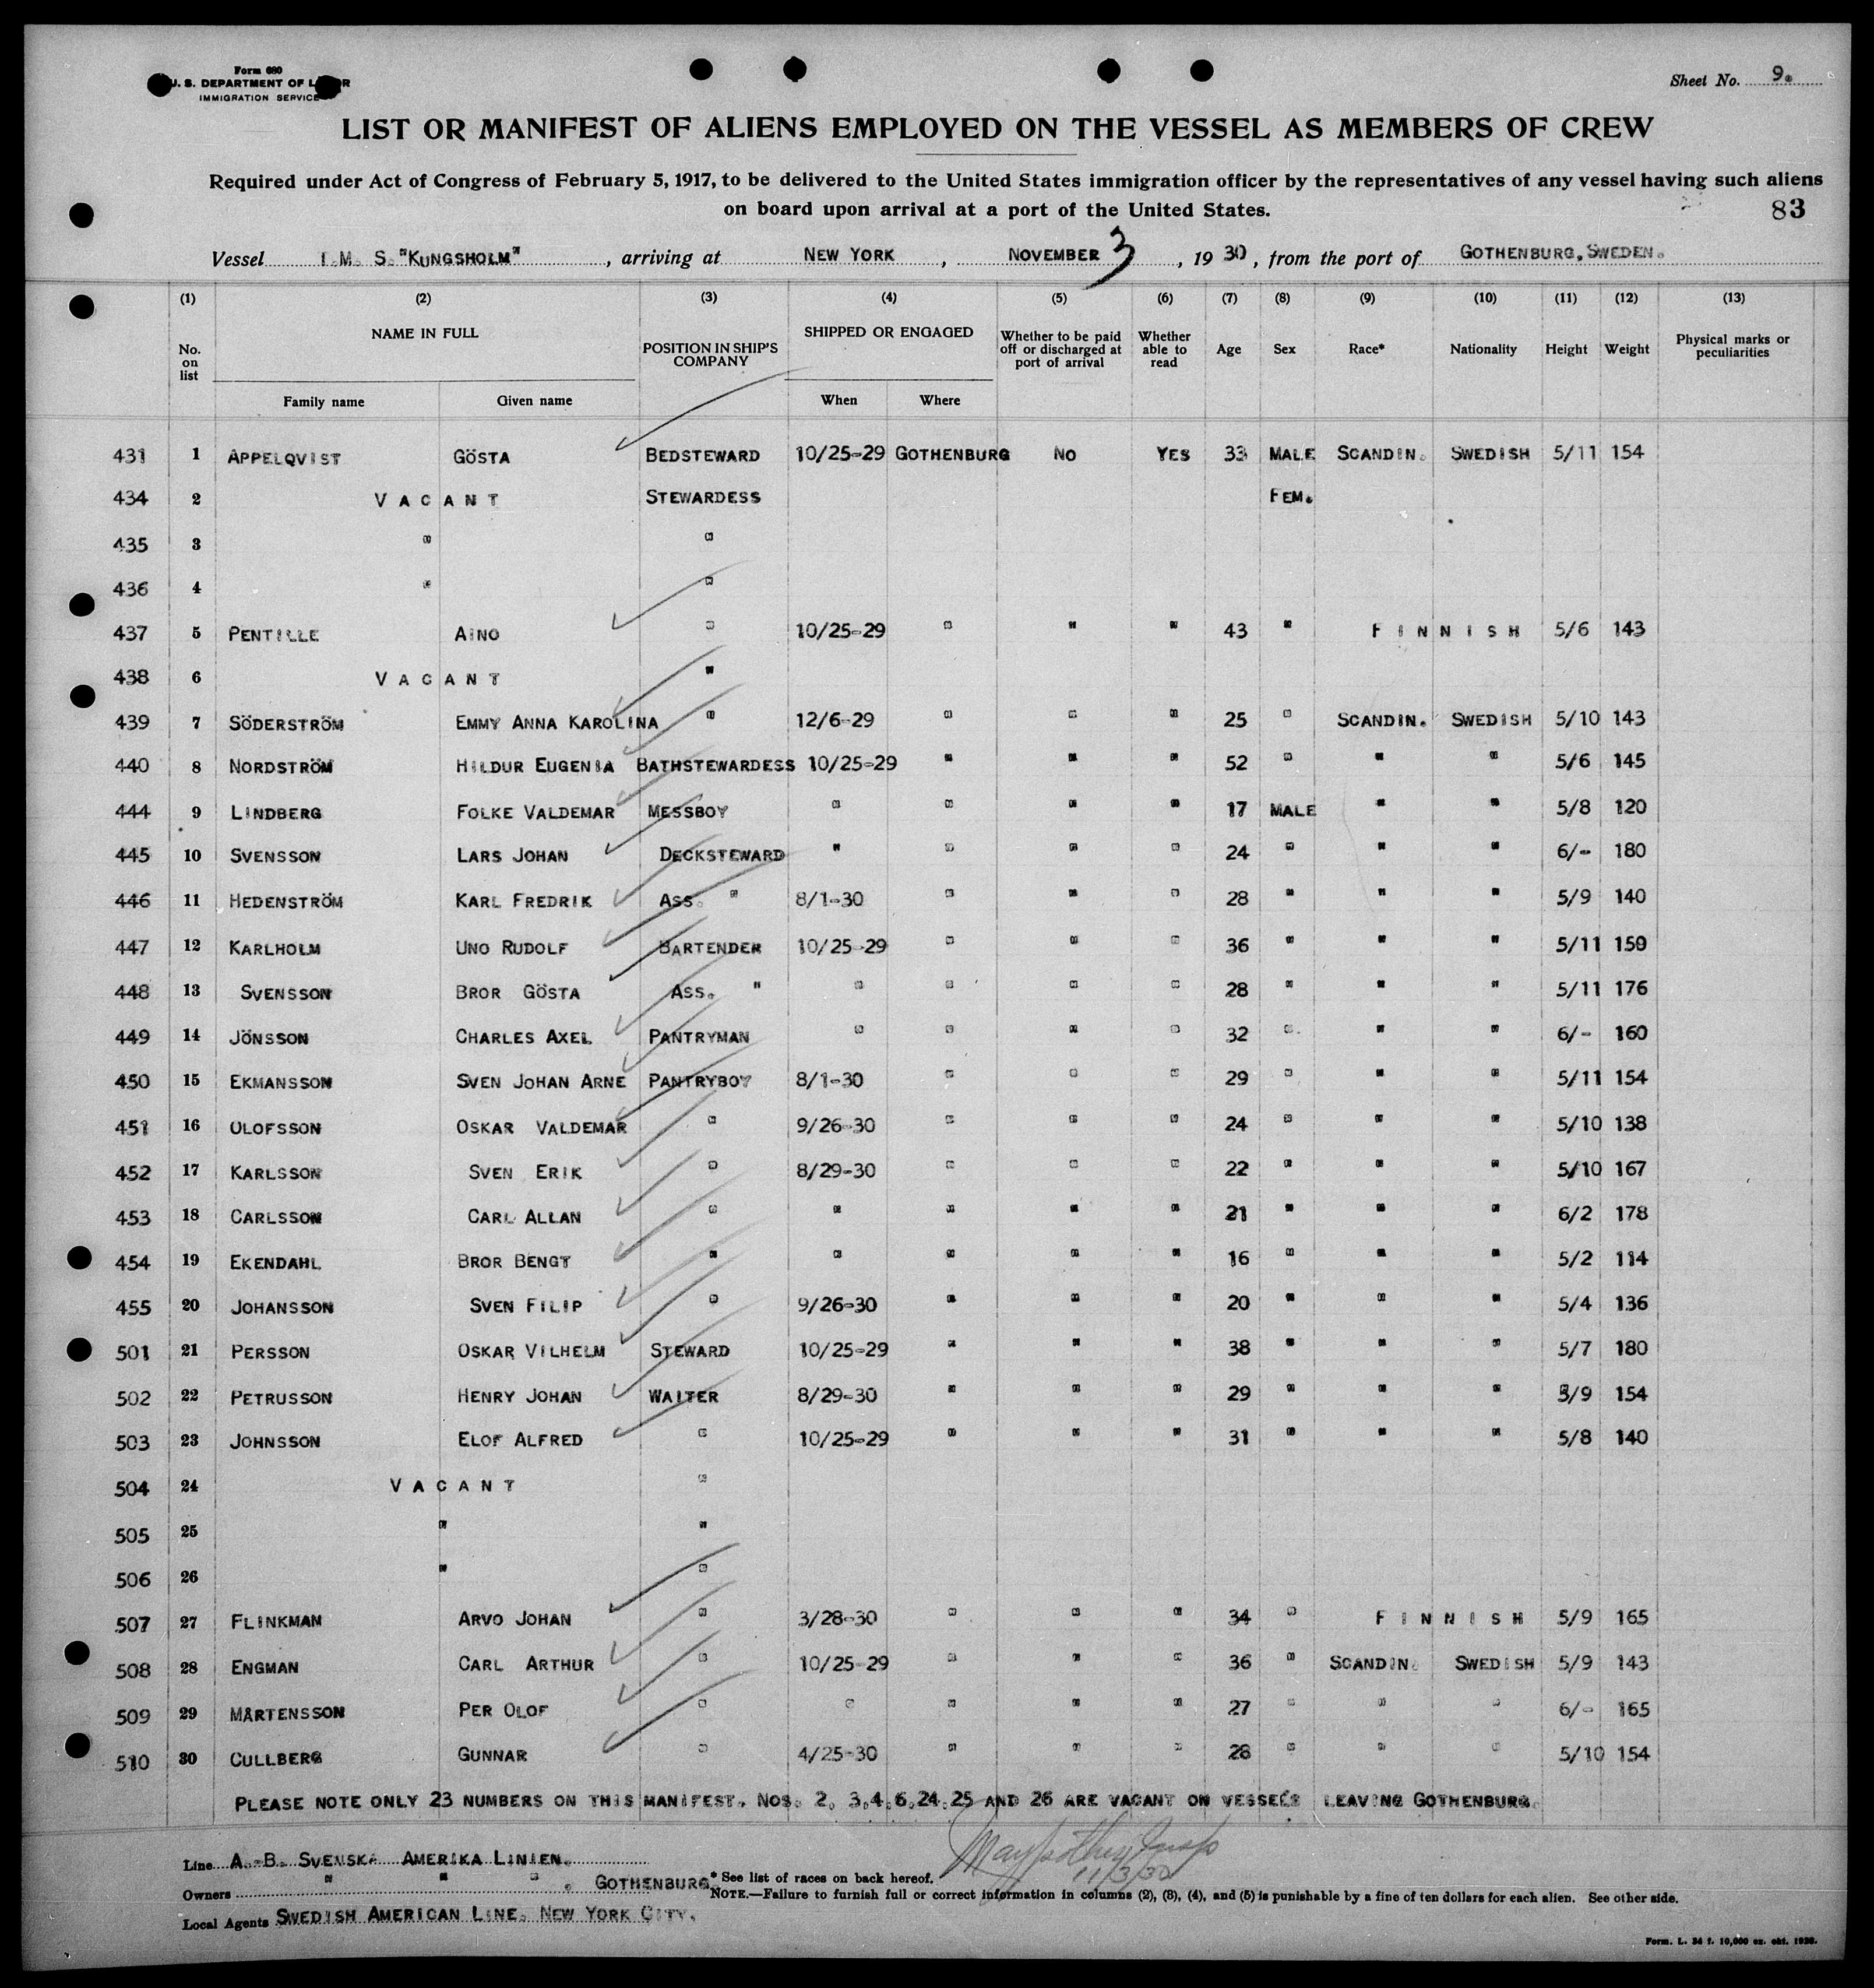 Form 680
U. S. DEPARTMENT OF LABOR
IMMIGRATION SERVICE
Sheet No. 9.
LIST OR MANIFEST OF ALIENS EMPLOYED ON THE VESSEL AS MEMBERS OF CREW
Required under Act of Congress of February 5, 1917, to be delivered to the United States immigration officer by the representatives of any vessel having such aliens
on board upon arrival at a port of the United States.
83
Vessel I.M. S. "KUNGSHOLM", arriving at NEW YORK, NOVEMBER 3, 1930, from the port of GOTHENBURG, SWEDEN.
(1) (2) (3) (4) (5) (6) (7) (8) (9) (10) (11) (12) (13)
No. on list NAME IN FULL POSITION IN SHIP'S COMPANY SHIPPED OR ENGAGED Whether to be paid off or discharged at port of arrival Whether able to read Age Sex Race* Nationality Height Weight Physical marks or peculiarities
Family name Given name When Where
431 1 APPELQVIST GÖSTA BEDSTEWARD 10/25-29 GOTHENBURG NO YES 33 MALE SCANDIN. SWEDISH 5/11 154
434 2 VACANT STEWARDESS FEM.
435 3 " "
436 4 " "
437 5 PENTILLE AINO " 10/25-29 " " " 43 " FINNISH 5/6 143
438 6 VACANT "
439 7 SÖDERSTRÖM EMMY ANNA KAROLINA " 12/6-29 " " " 25 " SCANDIN. SWEDISH 5/10 143
440 8 NORDSTRÖM HILDUR EUGENIA BATHSTEWARDESS 10/25-29 " " " 52 " " " 5/6 145
444 9 LINDBERG FOLKE VALDEMAR MESSBOY " " " " 17 MALE " " 5/8 120
445 10 SVENSSON LARS JOHAN DECKSTEWARD " " " " 24 " " " 6/- 180
446 11 HEDENSTRÖM KARL FREDRIK ASS. " 8/1-30 " " " 28 " " " 5/9 140
447 12 KARLHOLM UNO RUDOLF BARTENDER 10/25-29 " " " 36 " " " 5/11 159
448 13 SVENSSON BROR GÖSTA ASS. " " " " " 28 " " " 5/11 176
449 14 JÖNSSON CHARLES AXEL PANTRYMAN " " " " 32 " " " 6/- 160
450 15 EKMANSSON SVEN JOHAN ARNE PANTRYBOY 8/1-30 " " " 29 " " " 5/11 154
451 16 OLOFSSON OSKAR VALDEMAR " 9/26-30 " " " 24 " " " 5/10 138
452 17 KARLSSON SVEN ERIK " 8/29-30 " " " 22 " " " 5/10 167
453 18 CARLSSON CARL ALLAN " " " " " 21 " " " 6/2 178
454 19 EKENDAHL BROR BENGT " " " " " 16 " " " 5/2 114
455 20 JOHANSSON SVEN FILIP " 9/26-30 " " " 20 " " " 5/4 136
501 21 PERSSON OSKAR VILHELM STEWARD 10/25-29 " " " 38 " " " 5/7 180
502 22 PETRUSSON HENRY JOHAN WAITER 8/29-30 " " " 29 " " " 5/9 154
503 23 JOHNSSON ELOF ALFRED " 10/25-29 " " " 31 " " " 5/8 140
504 24 VACANT "
505 25 " "
506 26 " "
507 27 FLINKMAN ARVO JOHAN " 3/28-30 " " " 34 " FINNISH 5/9 165
508 28 ENGMAN CARL ARTHUR " 10/25-29 " " " 36 " SCANDIN. SWEDISH 5/9 143
509 29 MÅRTENSSON PER OLOF " " " " " 27 " " " 6/- 165
510 30 CULLBERG GUNNAR " 4/25-30 " " " 28 " " " 5/10 154
PLEASE NOTE ONLY 23 NUMBERS ON THIS MANIFEST. NOS. 2, 3,4,6,24,25 AND 26 ARE VACANT ON VESSELS LEAVING GOTHENBURG.
11/3/30
Line A.-B. SVENSKA AMERIKA LINIEN.
Owners " " " , GOTHENBURG.
Local Agents SWEDISH AMERICAN LINE, NEW YORK CITY.
* See list of races on back hereof.
NOTE.—Failure to furnish full or correct information in columns (2), (3), (4), and (5) is punishable by a fine of ten dollars for each alien. See other side.
Form. L. 34 f. 10,000 ex. okt. 1929.